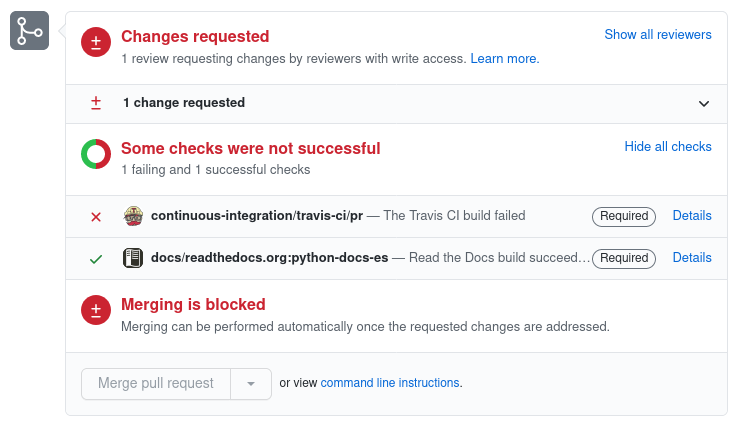 Changes requested
Show all reviewers
1 review requesting changes by reviewers with write access. Learn more.
1 change requested
Some checks were not successful
Hide all checks
1 failing and 1 successful checks
continuous-integration/travis-ci/pr — The Travis CI build failed Required Details
docs/readthedocs.org:python-docs-es — Read the Docs build succeed... Required Details
Merging is blocked
Merging can be performed automatically once the requested changes are addressed.
Merge pull request or view command line instructions.